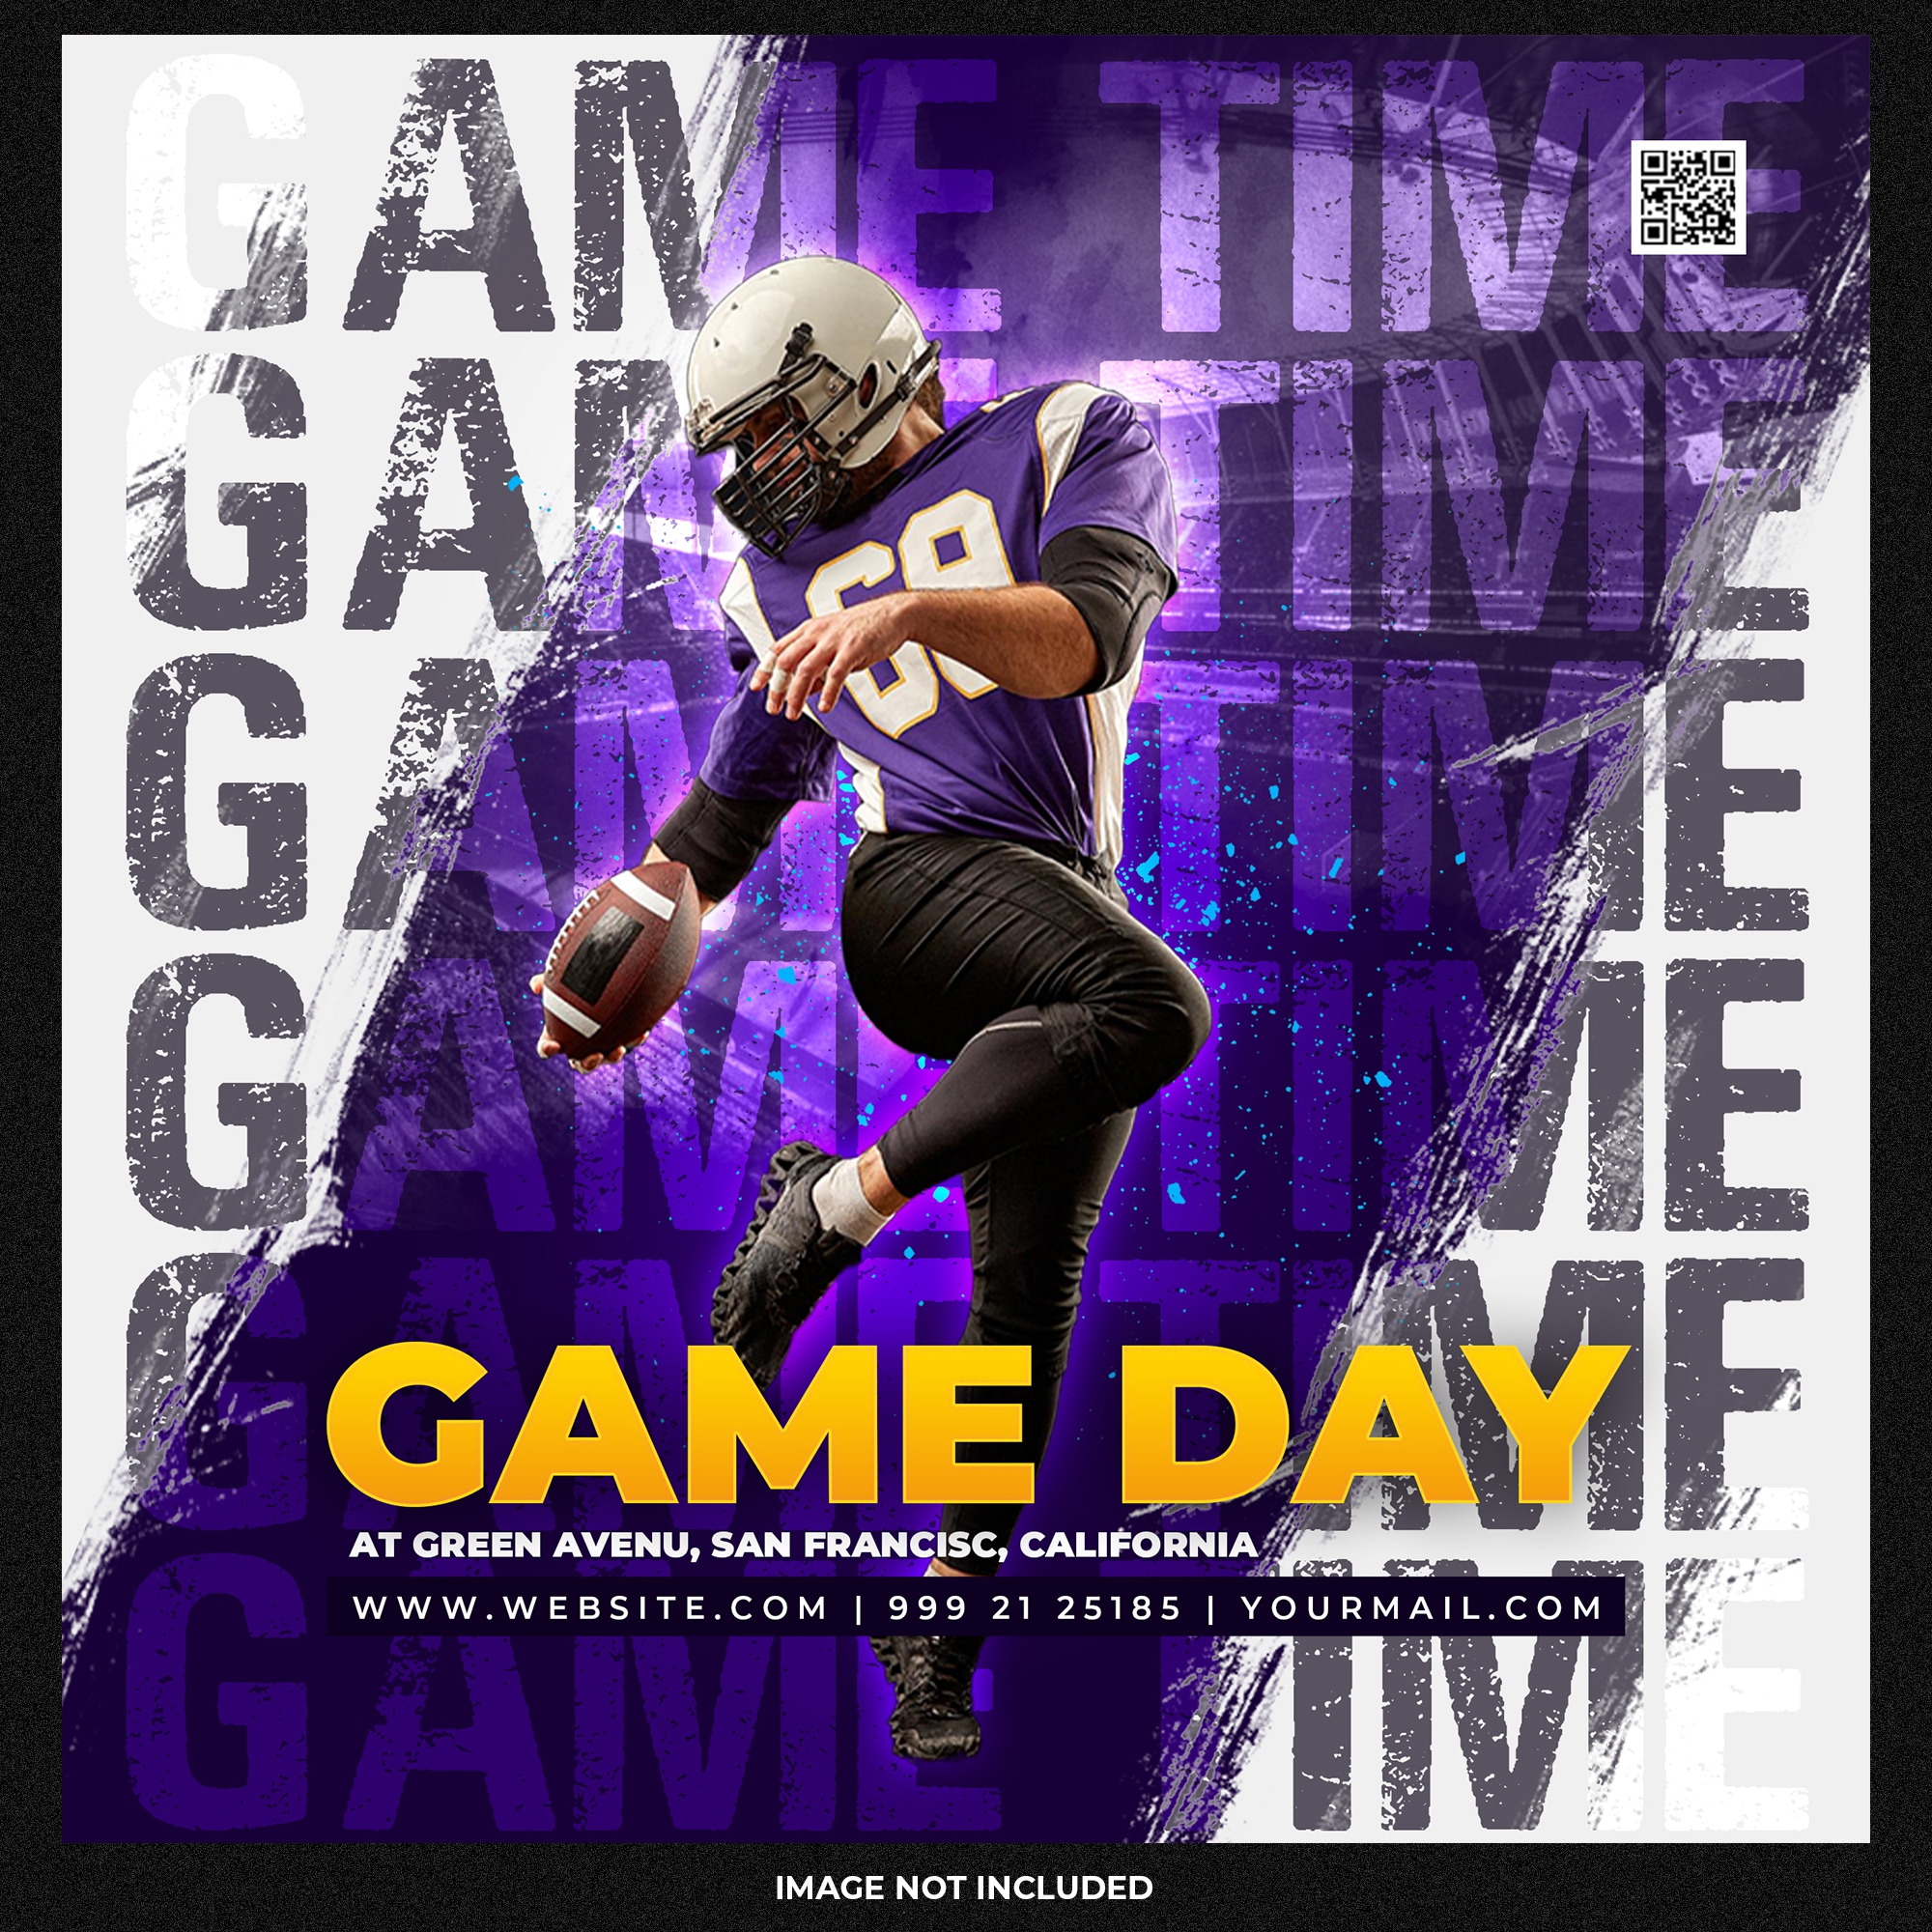 GAME TIME
GAME TIME
69
GAME TIME
GAME TIME
GAME TIME
GAME DAY
AT GREEN AVENU, SAN FRANCISC, CALIFORNIA
WWW.WEBSITE.COM | 999 21 25185 | YOURMAIL.COM
GAME TIME
IMAGE NOT INCLUDED